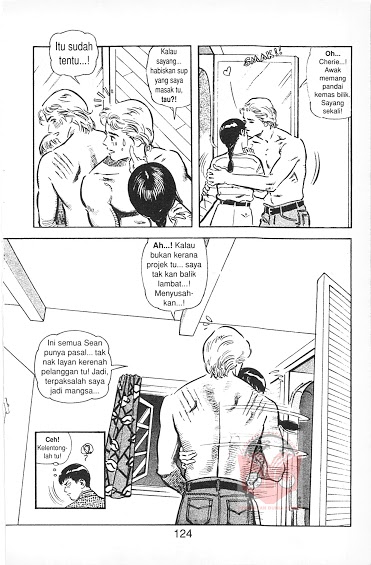 Itu sudah
tentu...!
Kalau
sayang...
habiskan sup
yang saya
masak tu,
tau?!
SMAK!!
Oh...
Cherie...!
Awak
memang
pandai
kemas bilik.
Sayang
sekali!
Ah...! Kalau
bukan kerana
projek tu... saya
tak kan balik
lambat...!
Menyusah-
kan...!
Ini semua Sean
punya pasal... tak
nak layan kerenah
pelanggan tu! Jadi,
terpaksalah saya
jadi mangsa...
Ceh!
Kelentong-
lah tu!
124